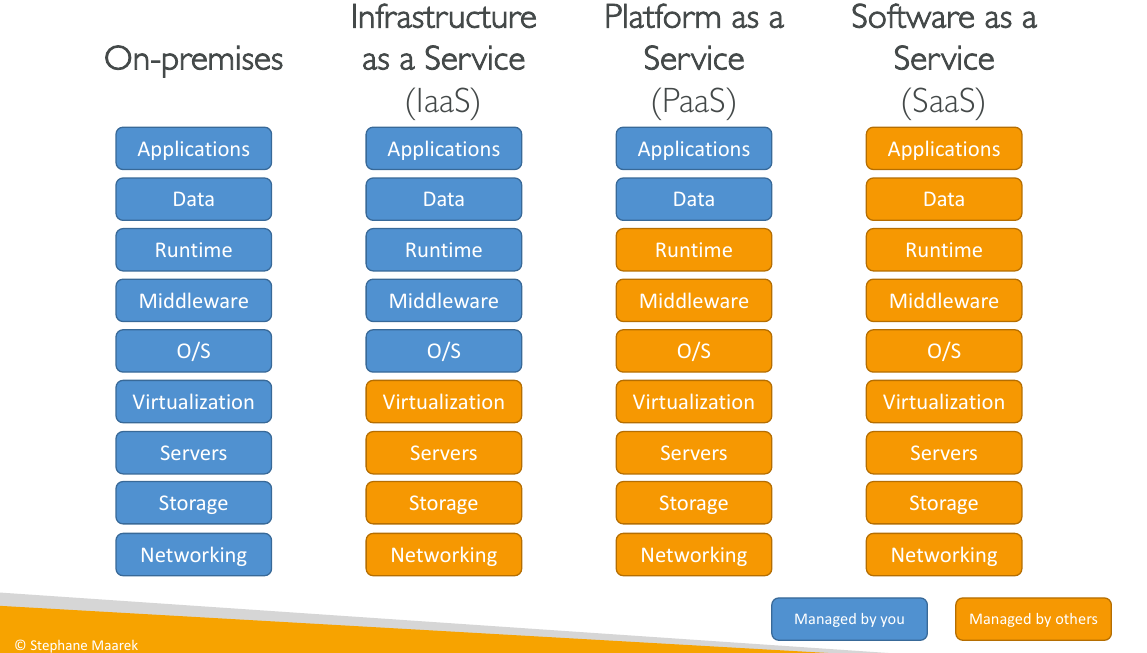 On-premises
Infrastructure
as a Service
(IaaS)
Platform as a
Service
(PaaS)
Software as a
Service
(SaaS)
Applications
Data
Runtime
Middleware
O/S
Virtualization
Servers
Storage
Networking
Applications
Data
Runtime
Middleware
O/S
Virtualization
Servers
Storage
Networking
Applications
Data
Runtime
Middleware
O/S
Virtualization
Servers
Storage
Networking
Applications
Data
Runtime
Middleware
O/S
Virtualization
Servers
Storage
Networking
Managed by you
Managed by others
© Stephane Maarek